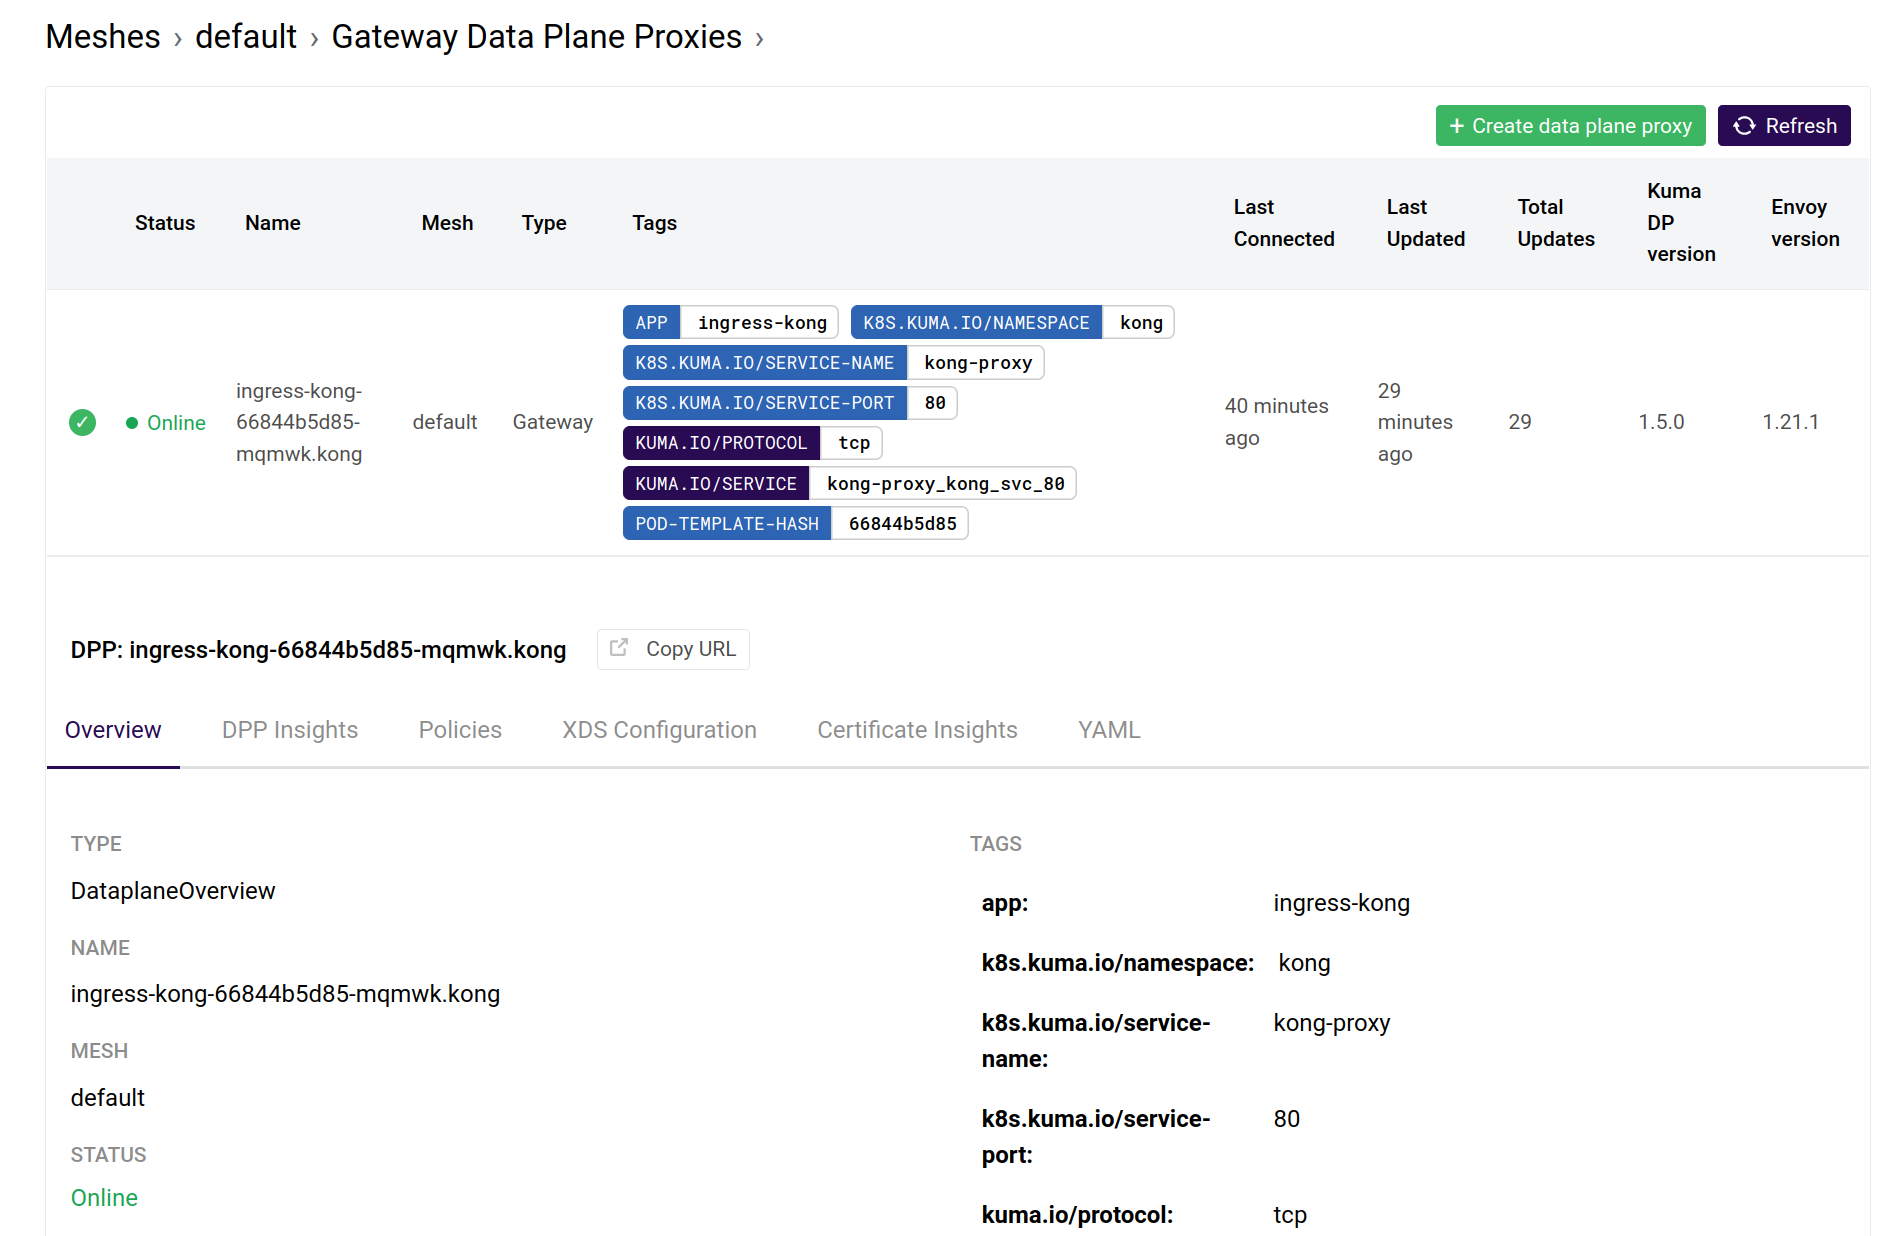 Meshes › default › Gateway Data Plane Proxies ›
+ Create data plane proxy Refresh
Status Name Mesh Type Tags Last Connected Last Updated Total Updates Kuma DP version Envoy version
✓ Online
ingress-kong-
66844b5d85-
mqmwk.kong
default
Gateway
APP ingress-kong K8S.KUMA.IO/NAMESPACE kong
K8S.KUMA.IO/SERVICE-NAME kong-proxy
K8S.KUMA.IO/SERVICE-PORT 80
KUMA.IO/PROTOCOL tcp
KUMA.IO/SERVICE kong-proxy_kong_svc_80
POD-TEMPLATE-HASH 66844b5d85
40 minutes
ago
29
minutes
ago
29
1.5.0
1.21.1
DPP: ingress-kong-66844b5d85-mqmwk.kong Copy URL
Overview DPP Insights Policies XDS Configuration Certificate Insights YAML
TYPE
DataplaneOverview
NAME
ingress-kong-66844b5d85-mqmwk.kong
MESH
default
STATUS
Online
TAGS
app: ingress-kong
k8s.kuma.io/namespace: kong
k8s.kuma.io/service- kong-proxy
name:
k8s.kuma.io/service- 80
port:
kuma.io/protocol: tcp